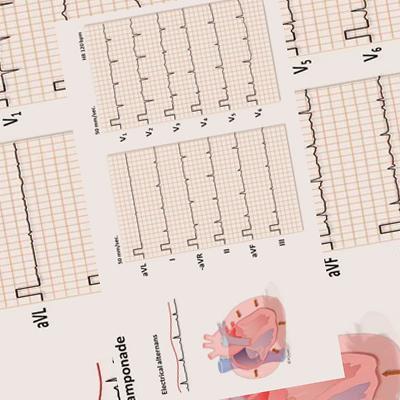 HR 120 bpm
50 mm/sec.
V1
V2
V3
V4
V5
V6
50 mm/sec.
aVL
I
-aVR
II
aVF
III
Electrical alternans
amponade
V1
aVL
V5
V6
aVF